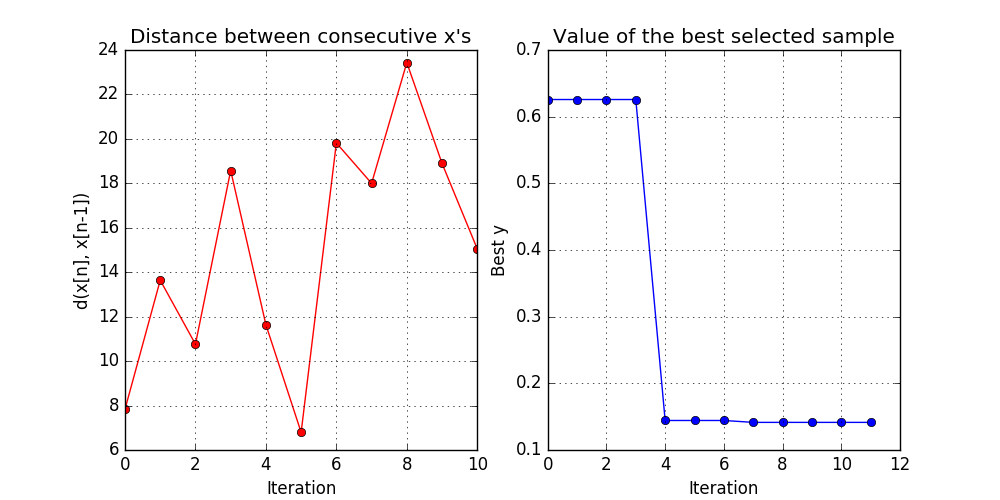 Distance between consecutive x's
24
22
20
18
16
14
12
10
8
6
d(x[n], x[n-1])
0 2 4 6 8 10
Iteration
Value of the best selected sample
0.7
0.6
0.5
0.4
0.3
0.2
0.1
Best y
0 2 4 6 8 10 12
Iteration